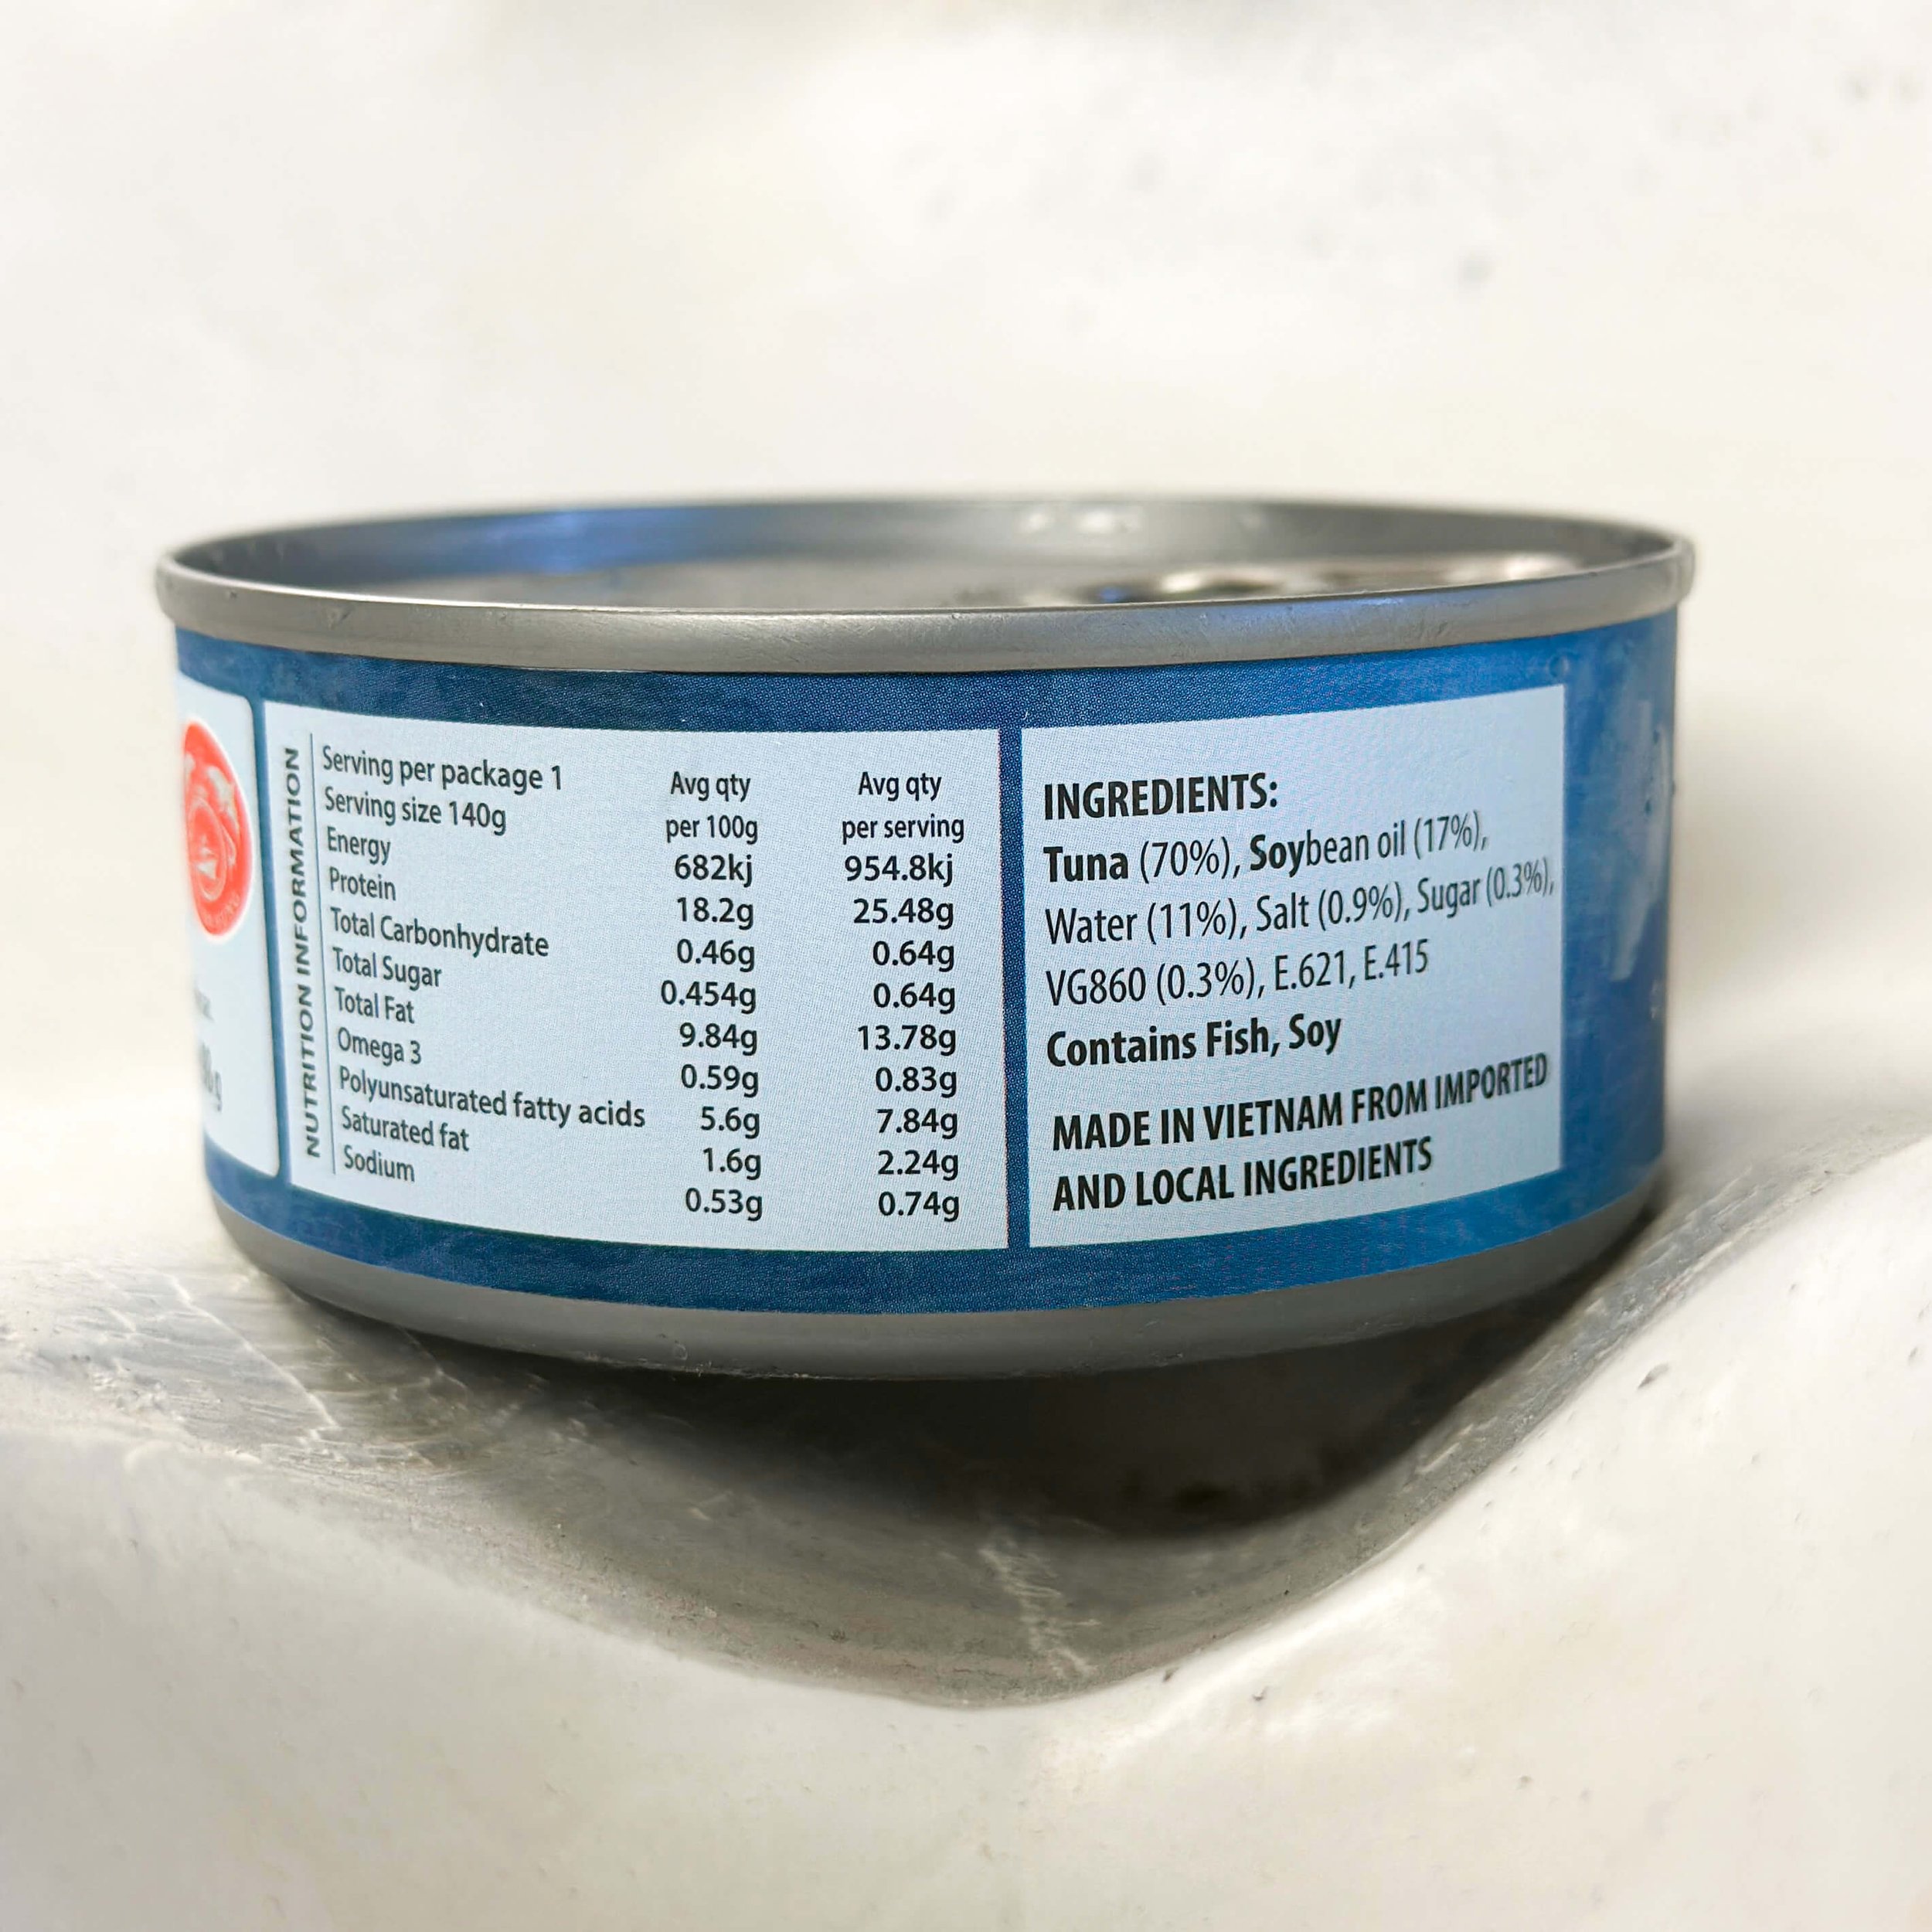 NUTRITION INFORMATION
Serving per package 1
Serving size 140g
Avg qty per 100g
Avg qty per serving
Energy 682kj 954.8kj
Protein 18.2g 25.48g
Total Carbonhydrate 0.46g 0.64g
Total Sugar 0.454g 0.64g
Total Fat 9.84g 13.78g
Omega 3 0.59g 0.83g
Polyunsaturated fatty acids 5.6g 7.84g
Saturated fat 1.6g 2.24g
Sodium 0.53g 0.74g
INGREDIENTS:
Tuna (70%), Soybean oil (17%),
Water (11%), Salt (0.9%), Sugar (0.3%),
VG860 (0.3%), E.621, E.415
Contains Fish, Soy
MADE IN VIETNAM FROM IMPORTED
AND LOCAL INGREDIENTS